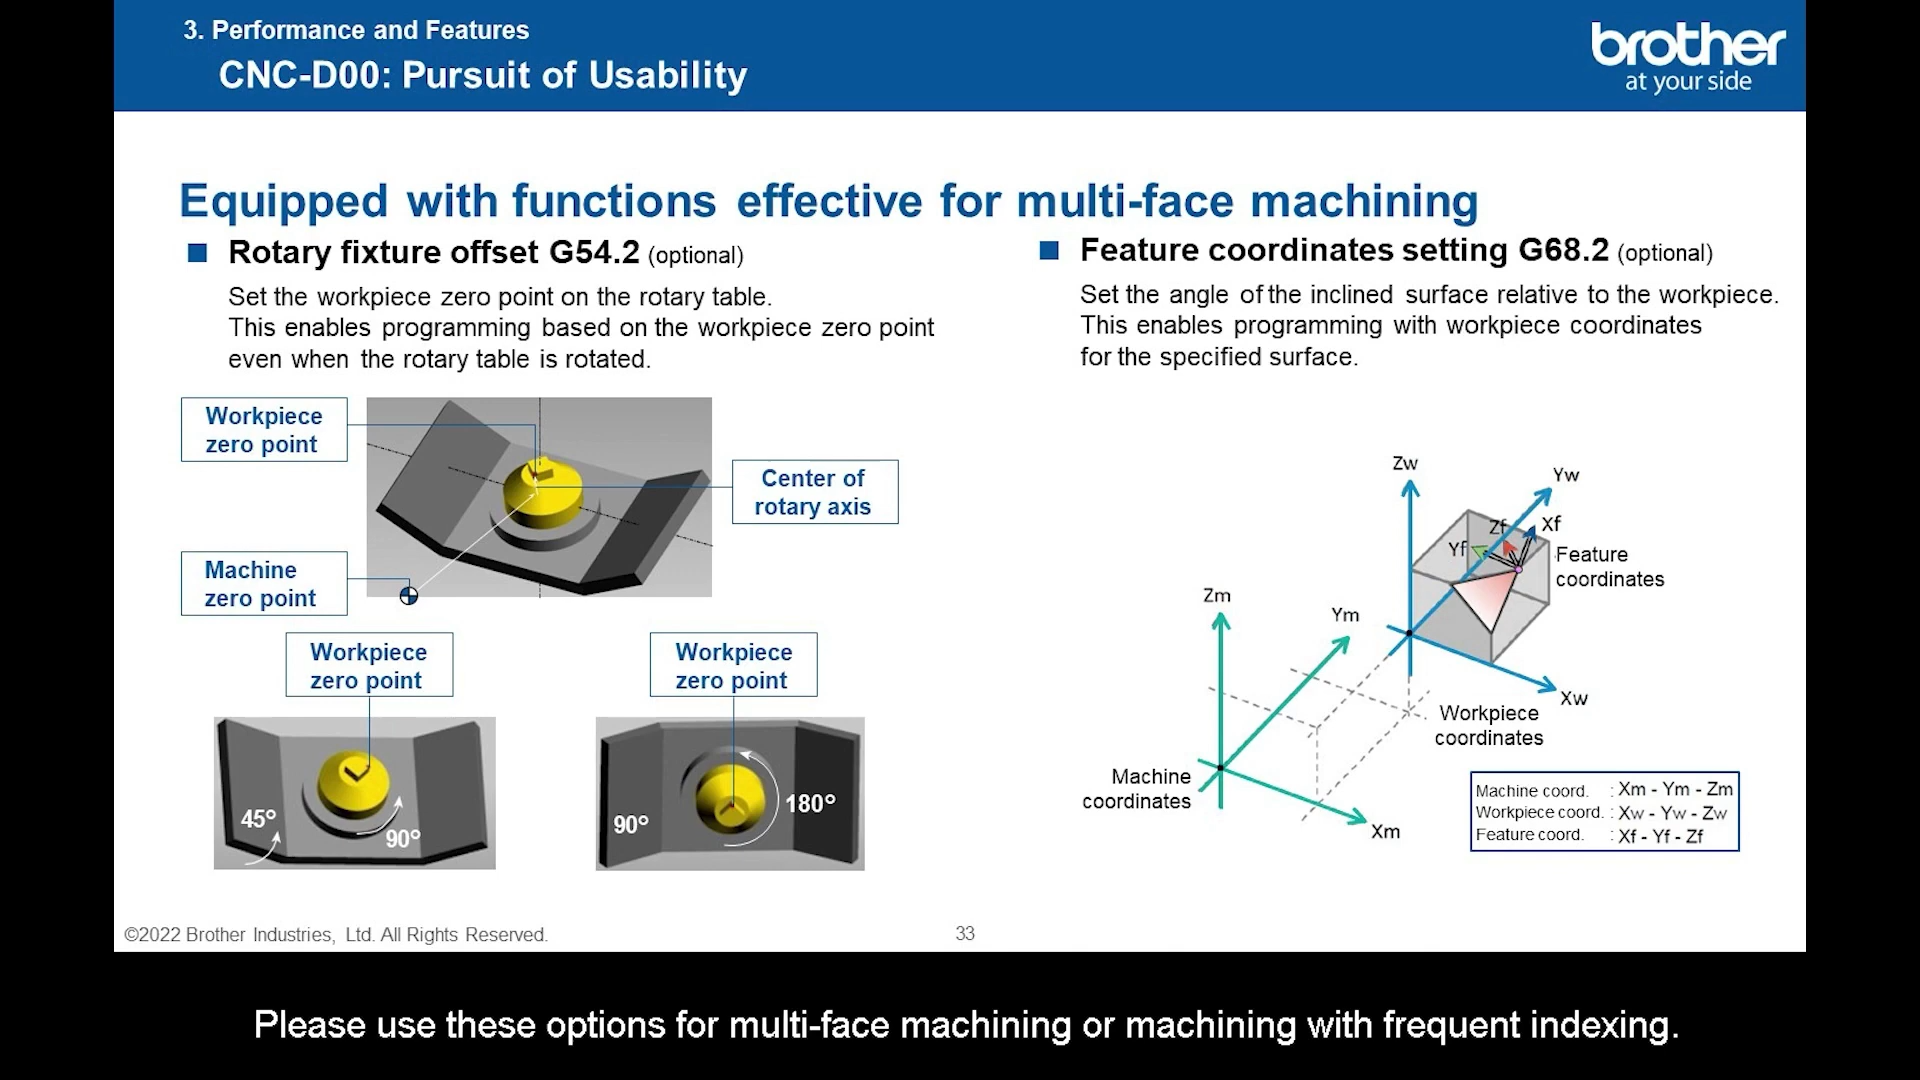 3. Performance and Features
CNC-D00: Pursuit of Usability
brother
at your side
Equipped with functions effective for multi-face machining
Rotary fixture offset G54.2 (optional)
Set the workpiece zero point on the rotary table.
This enables programming based on the workpiece zero point
even when the rotary table is rotated.
Workpiece
zero point
Center of
rotary axis
Machine
zero point
Workpiece
zero point
Workpiece
zero point
45°
90°
90°
180°
Feature coordinates setting G68.2 (optional)
Set the angle of the inclined surface relative to the workpiece.
This enables programming with workpiece coordinates
for the specified surface.
Zw
Yw
Zf
Xf
Yf
Feature
coordinates
Zm
Ym
Xw
Workpiece
coordinates
Machine
coordinates
Xm
Machine coord. : Xm - Ym - Zm
Workpiece coord. : Xw - Yw - Zw
Feature coord. : Xf - Yf - Zf
©2022 Brother Industries, Ltd. All Rights Reserved.
33
Please use these options for multi-face machining or machining with frequent indexing.